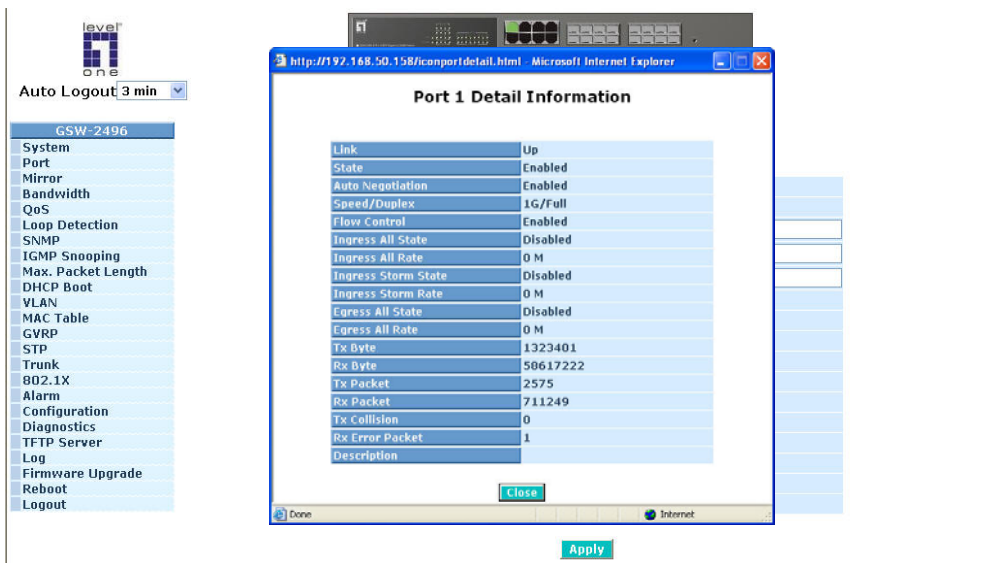 level
one
Auto Logout 3 min
GSW-2496
System
Port
Mirror
Bandwidth
QoS
Loop Detection
SNMP
IGMP Snooping
Max. Packet Length
DHCP Boot
VLAN
MAC Table
GVRP
STP
Trunk
802.1X
Alarm
Configuration
Diagnostics
TFTP Server
Log
Firmware Upgrade
Reboot
Logout
http://192.168.50.158/iconportdetail.html - Microsoft Internet Explorer
Port 1 Detail Information
Link Up
State Enabled
Auto Negotiation Enabled
Speed/Duplex 1G/Full
Flow Control Enabled
Ingress All State Disabled
Ingress All Rate 0 M
Ingress Storm State Disabled
Ingress Storm Rate 0 M
Egress All State Disabled
Egress All Rate 0 M
Tx Byte 1323401
Rx Byte 50617222
Tx Packet 2575
Rx Packet 711249
Tx Collision 0
Rx Error Packet 1
Description
Close
Done Internet
Apply